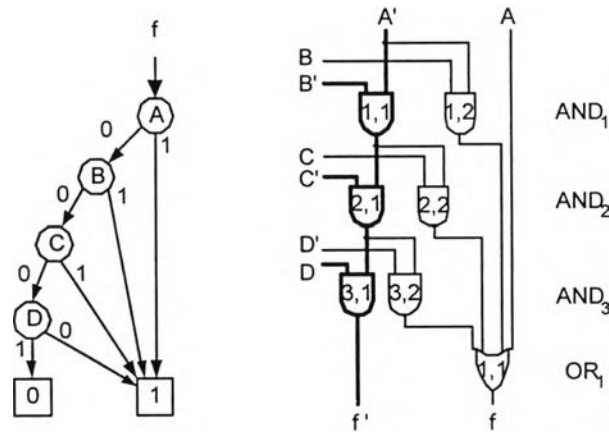 f
A
0
1
B
0
1
C
0
1
D
1
0
0
1
A'
A
B
B'
1,1
1,2
AND1
C
C'
2,1
2,2
AND2
D'
D
3,1
3,2
AND3
1,1
OR1
f'
f